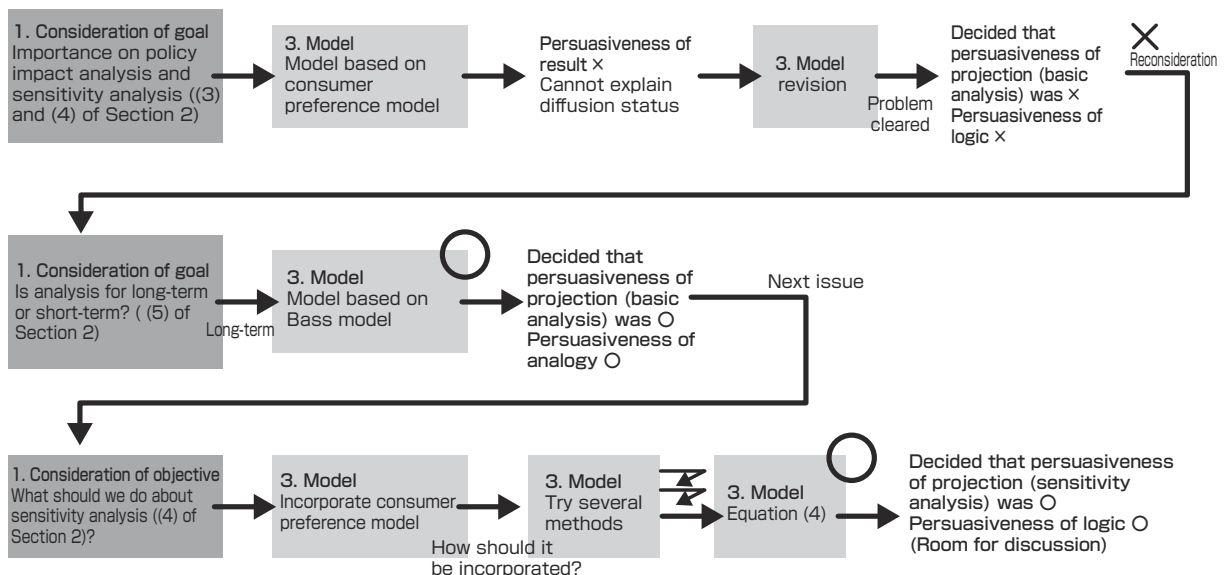 1. Consideration of goal
Importance on policy
impact analysis and
sensitivity analysis ((3)
and (4) of Section 2)
3. Model
Model based on
consumer
preference model
Persuasiveness of
result ×
Cannot explain
diffusion status
3. Model
revision
Problem
cleared
Decided that
persuasiveness of
projection (basic
analysis) was ×
Persuasiveness of
logic ×
Reconsideration
1. Consideration of goal
Is analysis for long-term
or short-term? ( (5) of
Section 2)
Long-term
3. Model
Model based on
Bass model
Decided that
persuasiveness of
projection (basic
analysis) was ○
Persuasiveness of
analogy ○
Next issue
1. Consideration of objective
What should we do about
sensitivity analysis ((4) of
Section 2)?
3. Model
Incorporate consumer
preference model
How should it
be incorporated?
3. Model
Try several
methods
3. Model
Equation (4)
Decided that persuasiveness
of projection (sensitivity
analysis) was ○
Persuasiveness of logic ○
(Room for discussion)